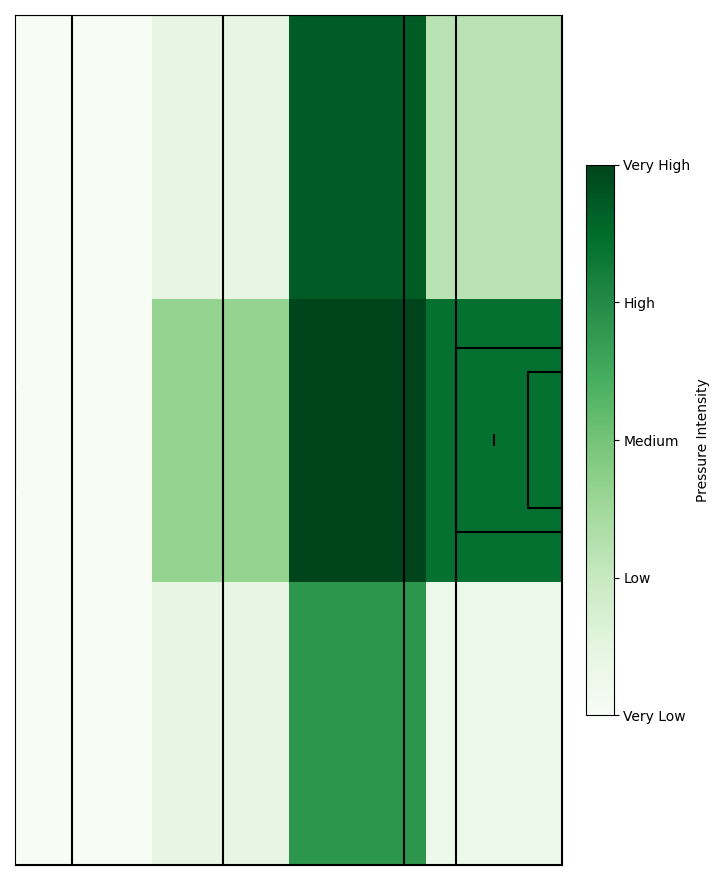 Very High
High
Medium
Low
Very Low
Pressure Intensity